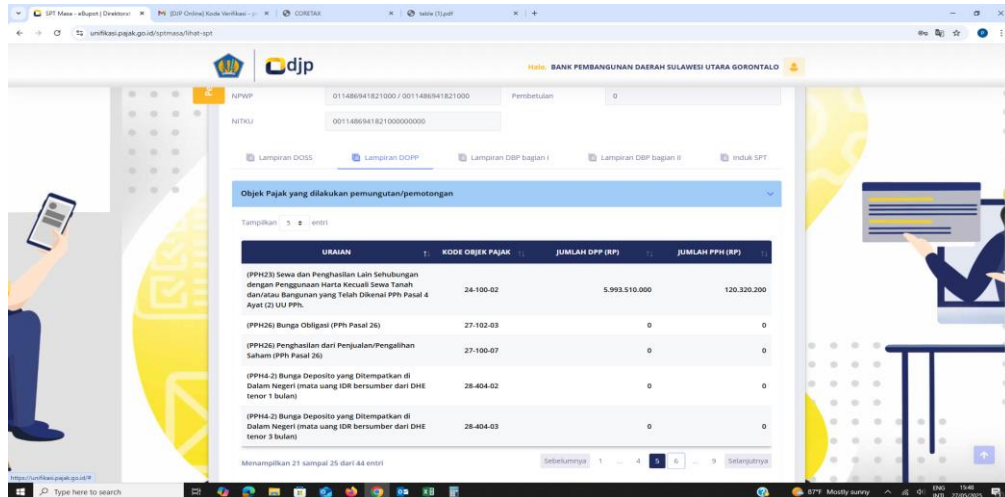 SPT Masa - eBupot | Direktorat
[DJP Online] Kode Verifikasi -
CORETAX
table (1).pdf
unifikasi.pajak.go.id/sptmasa/lihat-spt
djp
Halo, BANK PEMBANGUNAN DAERAH SULAWESI UTARA GORONTALO
NPWP
011486941821000 / 0011486941821000
Pembetulan
0
NITKU
0011486941821000000000
Lampiran DOSS
Lampiran DOPP
Lampiran DBP bagian I
Lampiran DBP bagian II
Induk SPT
Objek Pajak yang dilakukan pemungutan/pemotongan
Tampilkan 5 entri
URAIAN KODE OBJEK PAJAK JUMLAH DPP (RP) JUMLAH PPH (RP)
(PPH23) Sewa dan Penghasilan Lain Sehubungan
dengan Penggunaan Harta Kecuali Sewa Tanah
dan/atau Bangunan yang Telah Dikenai PPh Pasal 4
Ayat (2) UU PPh.
24-100-02 5.993.510.000 120.320.200
(PPH26) Bunga Obligasi (PPh Pasal 26) 27-102-03 0 0
(PPH26) Penghasilan dari Penjualan/Pengalihan
Saham (PPh Pasal 26)
27-100-07 0 0
(PPH4-2) Bunga Deposito yang Ditempatkan di
Dalam Negeri (mata uang IDR bersumber dari DHE
tenor 1 bulan)
28-404-02 0 0
(PPH4-2) Bunga Deposito yang Ditempatkan di
Dalam Negeri (mata uang IDR bersumber dari DHE
tenor 3 bulan)
28-404-03 0 0
Menampilkan 21 sampai 25 dari 44 entri
Sebelumnya 1 ... 4 5 6 ... 9 Selanjutnya
https://unifikasi.pajak.go.id/#
Type here to search
87°F Mostly sunny
ENG
INTL
15:48
27/05/2025